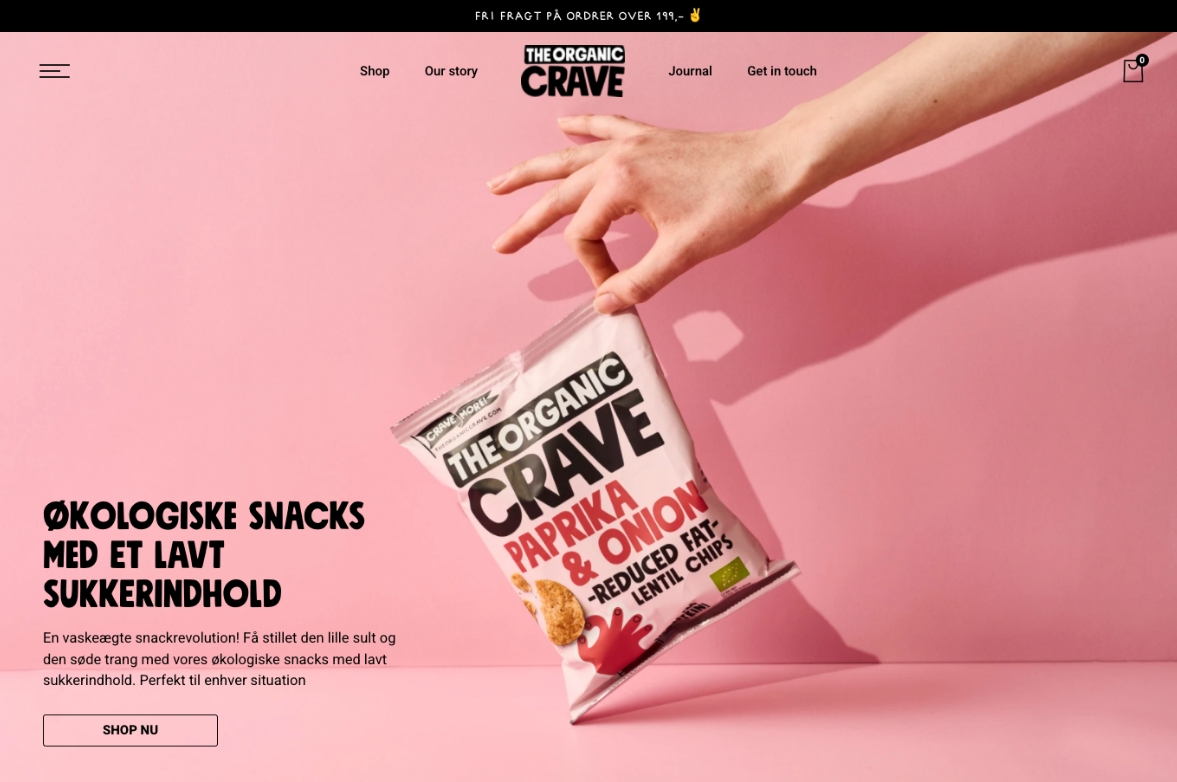 FRI FRAGT PÅ ORDRER OVER 199,- ✌️
Shop
Our story
THE ORGANIC
CRAVE
Journal
Get in touch
0
CRAVE MORE!
THE ORGANIC
CRAVE
PAPRIKA
& ONION
-REDUCED FAT-
LENTIL CHIPS
ØKOLOGISKE SNACKS
MED ET LAVT
SUKKERINDHOLD
En vaskeægte snackrevolution! Få stillet den lille sult og
den søde trang med vores økologiske snacks med lavt
sukkerindhold. Perfekt til enhver situation
SHOP NU